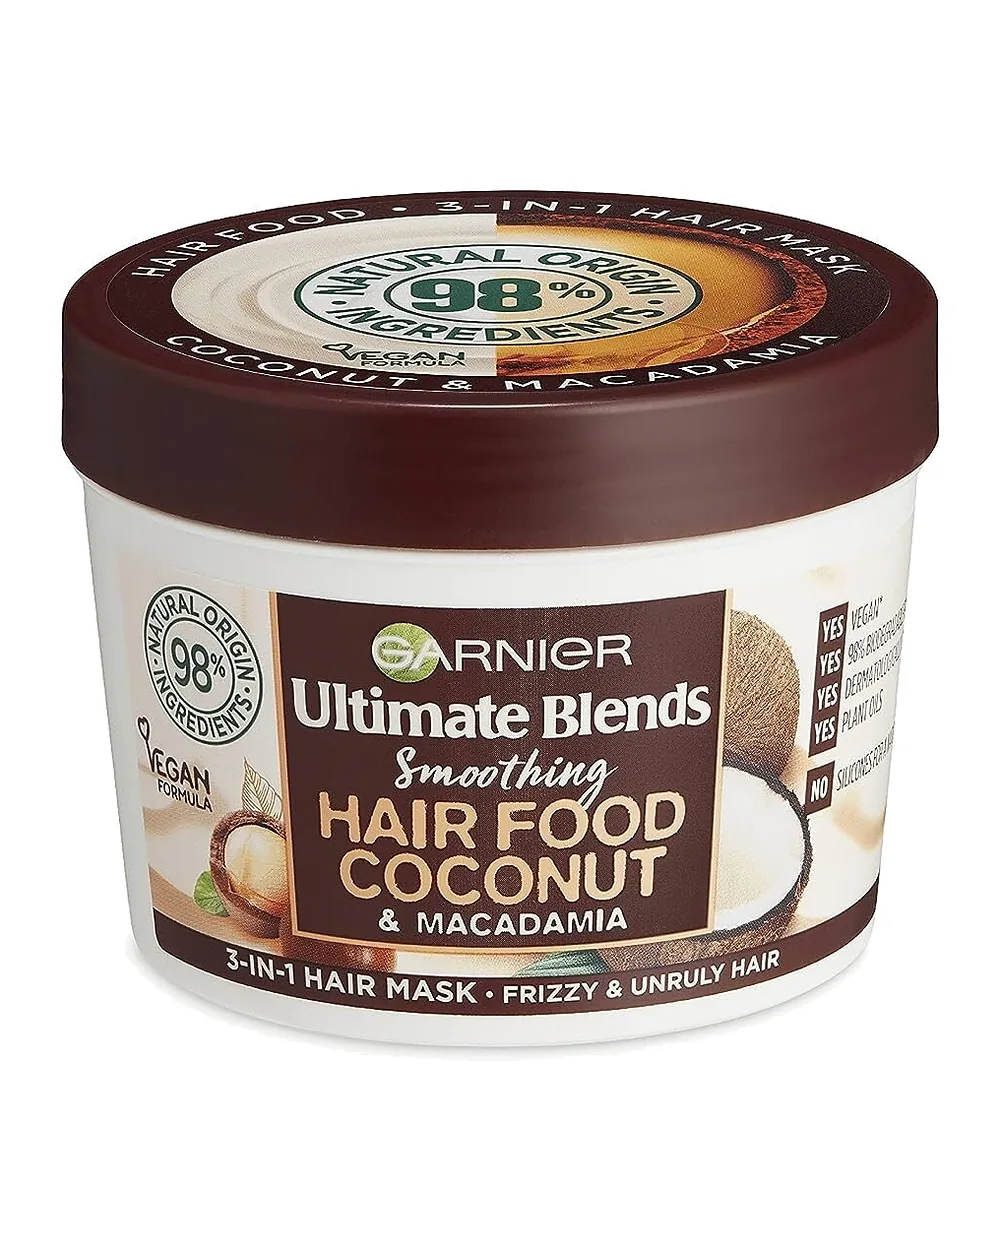 HAIR FOOD • 3-IN-1 HAIR MASK
NATURAL ORIGIN
98%
• INGREDIENTS •
VEGAN
FORMULA
COCONUT & MACADAMIA
• NATURAL ORIGIN •
98%
INGREDIENTS
VEGAN
FORMULA
GARNIER
Ultimate Blends
Smoothing
HAIR FOOD
COCONUT
& MACADAMIA
YES VEGAN*
YES 98%
YES
YES PLANT OILS
NO SILICONES FOR A
3-IN-1 HAIR MASK • FRIZZY & UNRULY HAIR